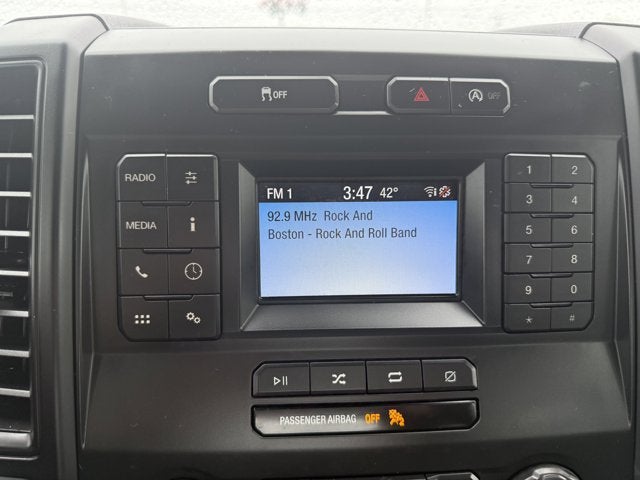 OFF
OFF
RADIO
MEDIA
FM 1 3:47 42°
92.9 MHz Rock And
Boston - Rock And Roll Band
1 2
3 4
5 6
7 8
9 0
* #
PASSENGER AIRBAG OFF